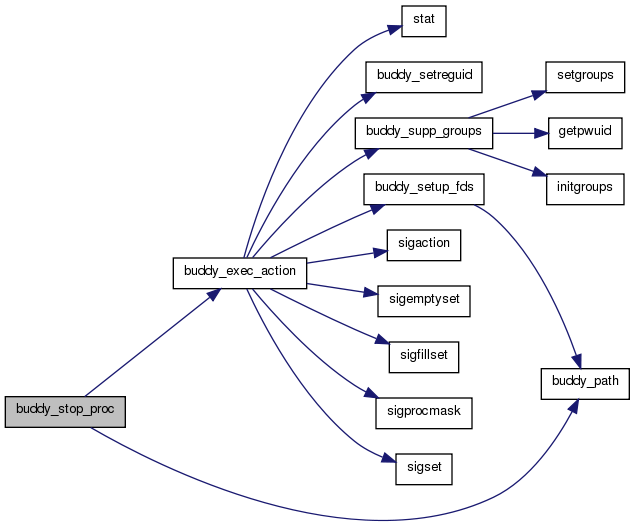 stat
buddy_setreguid
setgroups
buddy_supp_groups
getpwuid
initgroups
buddy_setup_fds
sigaction
buddy_exec_action
sigemptyset
sigfillset
buddy_path
buddy_stop_proc
sigprocmask
sigset